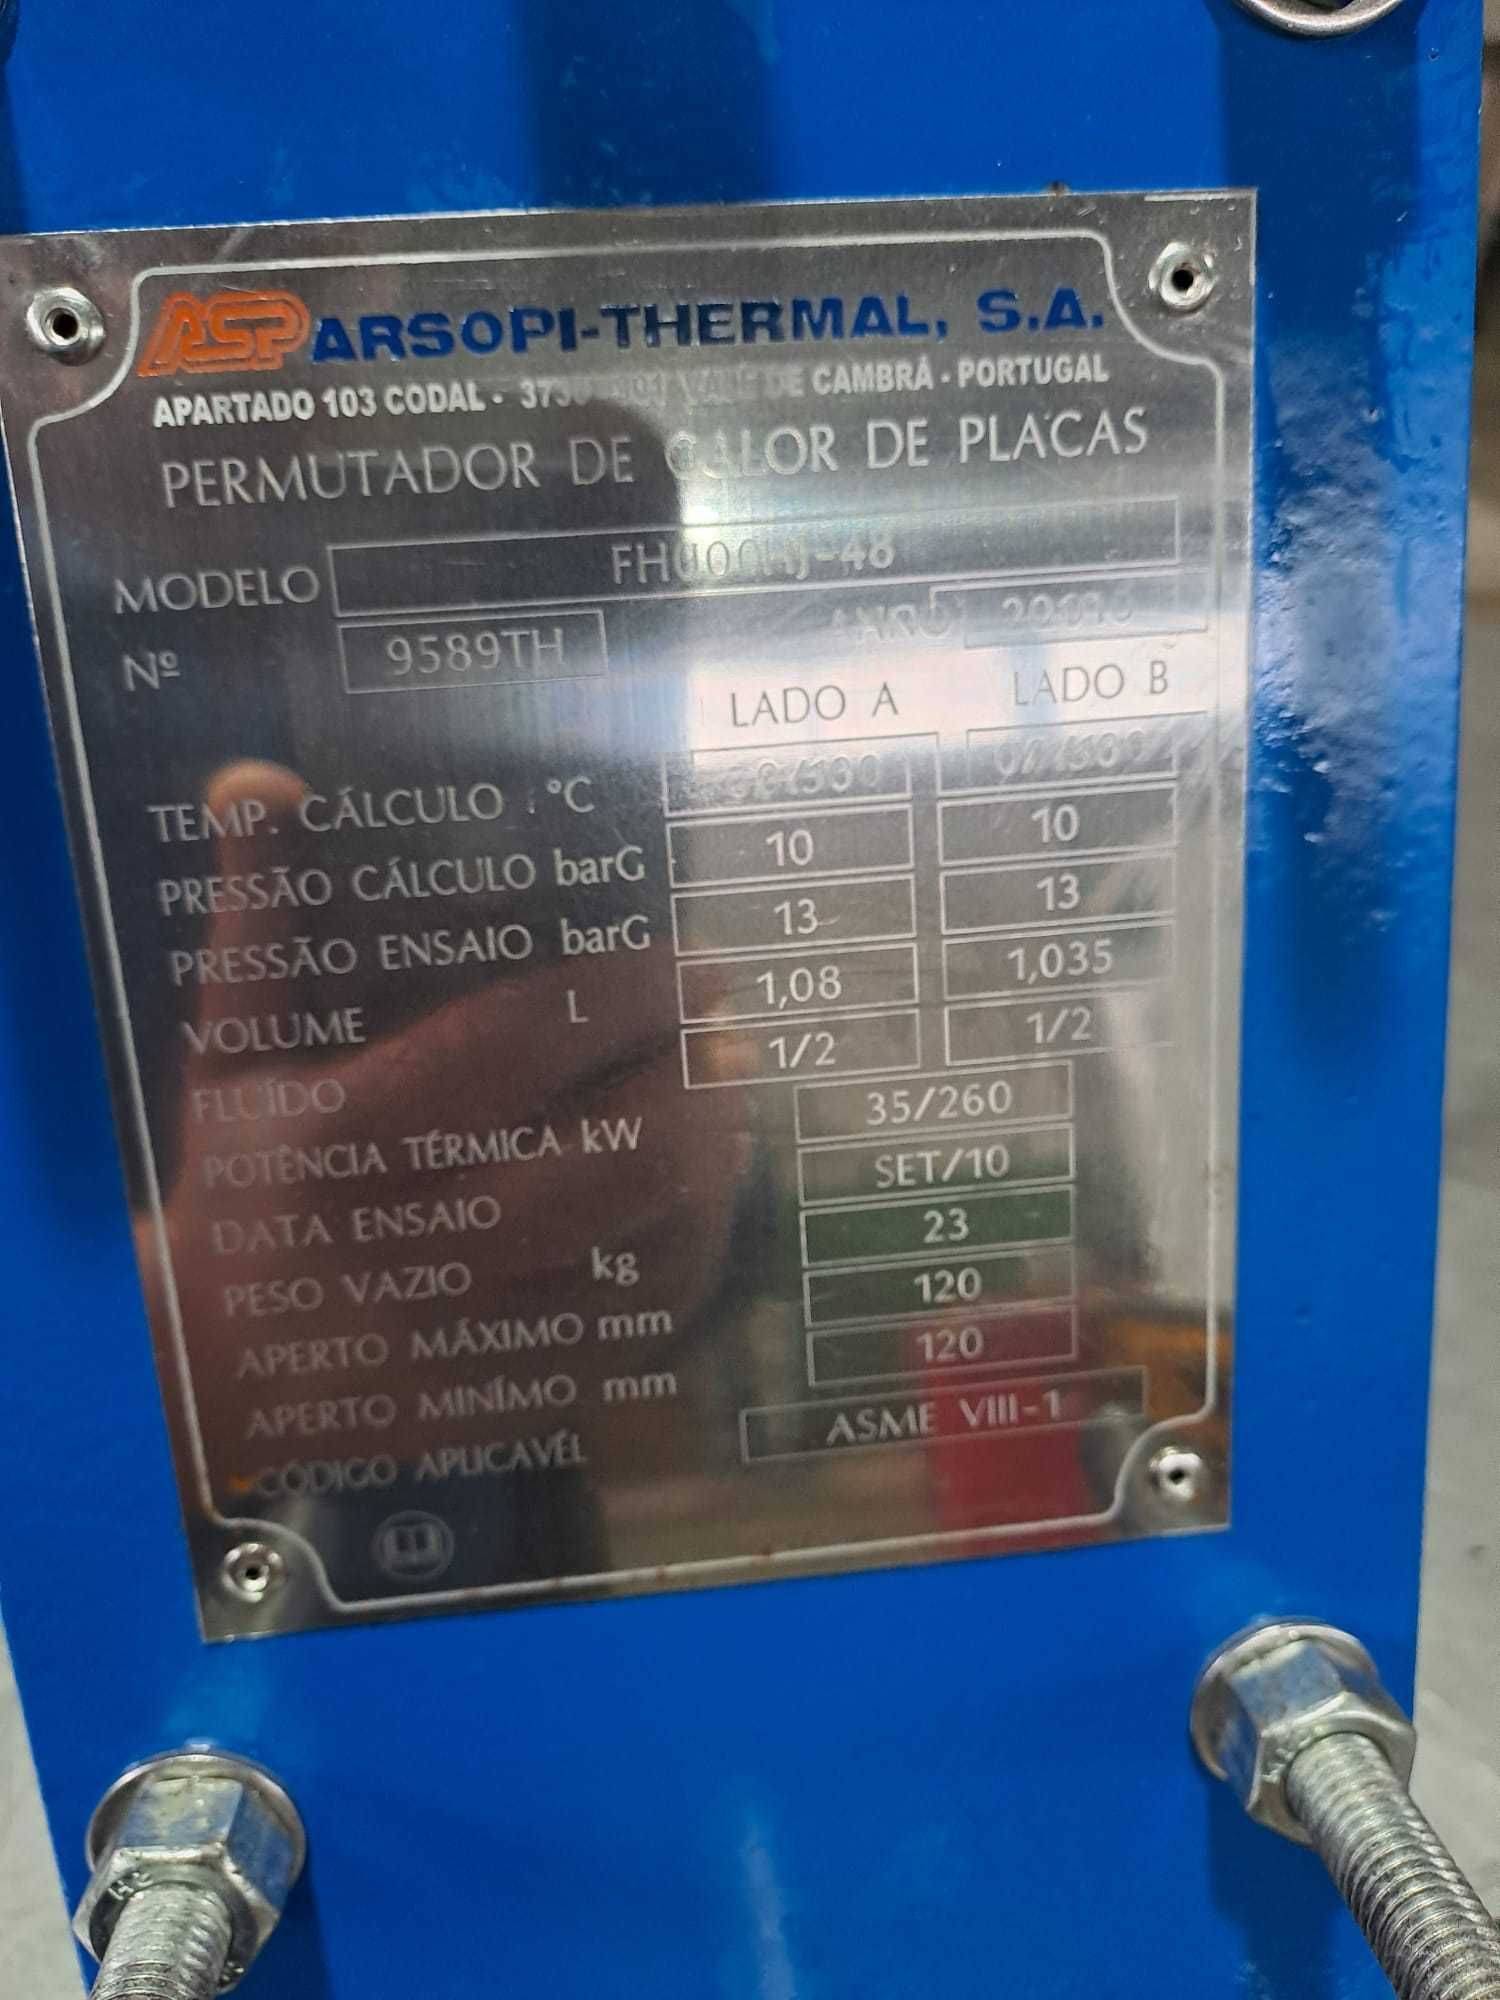 ASP ARSOPI-THERMAL, S.A.
APARTADO 103 CODAL - VALE DE CAMBRA - PORTUGAL
PERMUTADOR DE CALOR DE PLACAS
MODELO
Nº 9589TH ANO
LADO A LADO B
TEMP. CÁLCULO °C
PRESSÃO CÁLCULO barG 10 10
PRESSÃO ENSAIO barG 13 13
VOLUME L 1,08 1,035
FLUÍDO 1/2 1/2
POTÊNCIA TÉRMICA kW 35/260
DATA ENSAIO SET/10
PESO VAZIO kg 23
APERTO MÁXIMO mm 120
APERTO MINÍMO mm 120
CÓDIGO APLICAVÉL ASME VIII-1